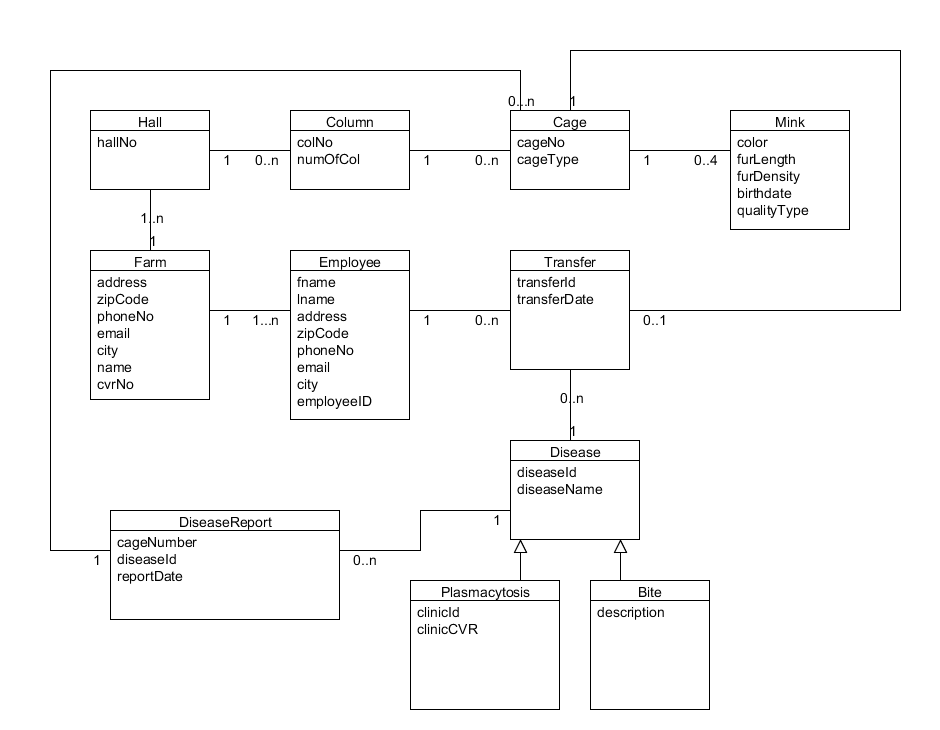 0...n
1
Hall
hallNo
1
0..n
Column
colNo
numOfCol
1
0..n
Cage
cageNo
cageType
1
0..4
Mink
color
furLength
furDensity
birthdate
qualityType
1..n
1
Farm
address
zipCode
phoneNo
email
city
name
cvrNo
1
1...n
Employee
fname
lname
address
zipCode
phoneNo
email
city
employeeID
1
0..n
Transfer
transferId
transferDate
0..1
0..n
1
Disease
diseaseId
diseaseName
1
DiseaseReport
cageNumber
diseaseId
reportDate
1
0..n
Plasmacytosis
clinicId
clinicCVR
Bite
description